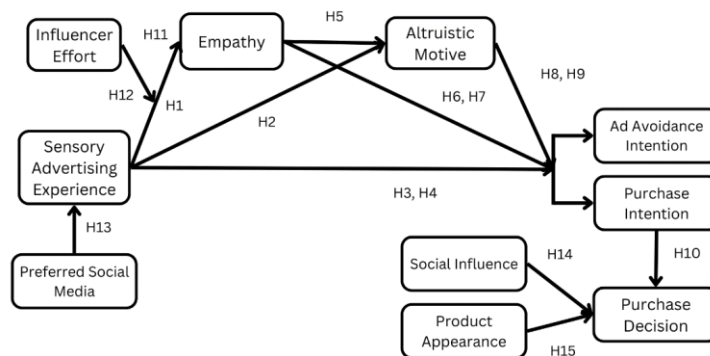 Influencer
Effort
H11
Empathy
H5
Altruistic
Motive
H12
H1
H2
H6, H7
H8, H9
Sensory
Advertising
Experience
Ad Avoidance
Intention
H3, H4
Purchase
Intention
H13
Preferred Social
Media
Social Influence
H14
H10
Product
Appearance
H15
Purchase
Decision